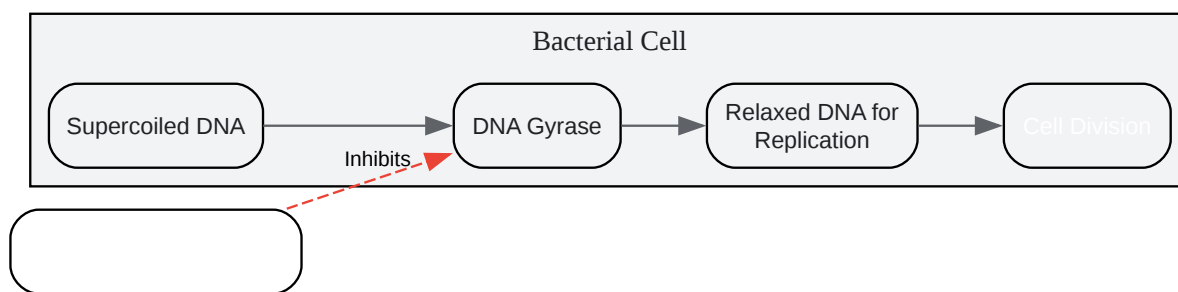 Bacterial Cell
Supercoiled DNA
DNA Gyrase
Relaxed DNA for
Replication
Cell Division
Inhibits